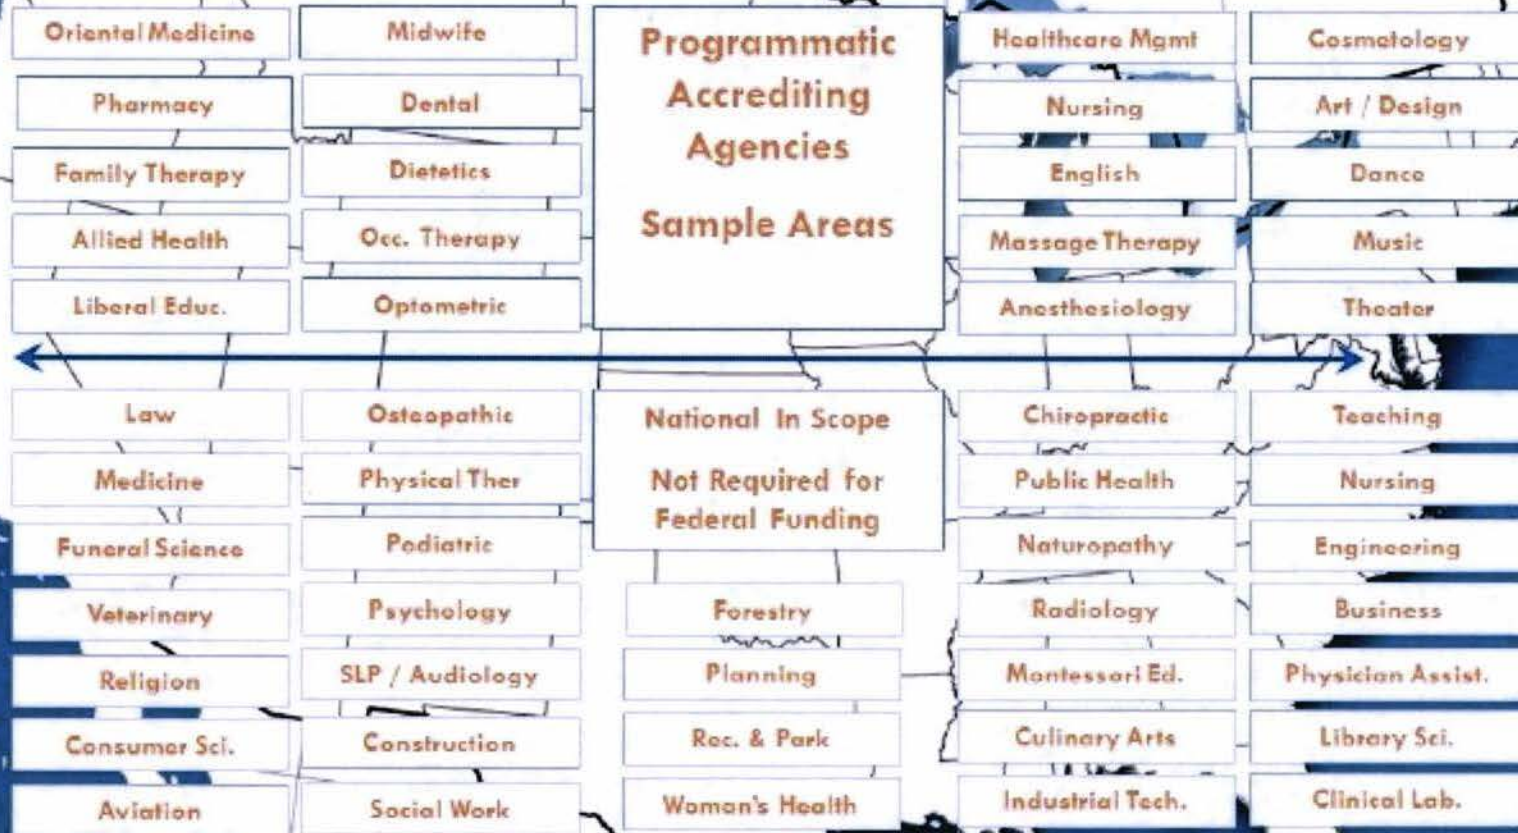 Oriental Medicine
Midwife
Programmatic
Accrediting
Agencies
Sample Areas
Healthcare Mgmt
Cosmetology
Pharmacy
Dental
Nursing
Art / Design
Family Therapy
Dietetics
English
Dance
Allied Health
Occ. Therapy
Massage Therapy
Music
Liberal Educ.
Optometric
Anesthesiology
Theater
Law
Osteopathic
National In Scope
Not Required for
Federal Funding
Chiropractic
Teaching
Medicine
Physical Ther
Public Health
Nursing
Funeral Science
Podiatric
Naturopathy
Engineering
Veterinary
Psychology
Forestry
Radiology
Business
Religion
SLP / Audiology
Planning
Montessori Ed.
Physician Assist.
Consumer Sci.
Construction
Rec. & Park
Culinary Arts
Library Sci.
Aviation
Social Work
Woman's Health
Industrial Tech.
Clinical Lab.